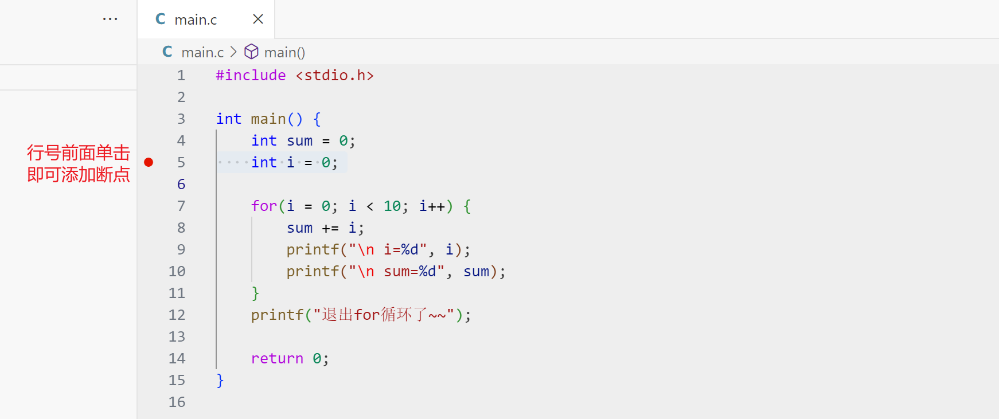 ···
C main.c ×
C main.c > main()
行号前面单击
即可添加断点
1 #include <stdio.h>
2
3 int main() {
4     int sum = 0;
5 ····int·i·=·0;
6
7     for(i = 0; i < 10; i++) {
8         sum += i;
9         printf("\n i=%d", i);
10         printf("\n sum=%d", sum);
11     }
12     printf("退出for循环了~~");
13
14     return 0;
15 }
16